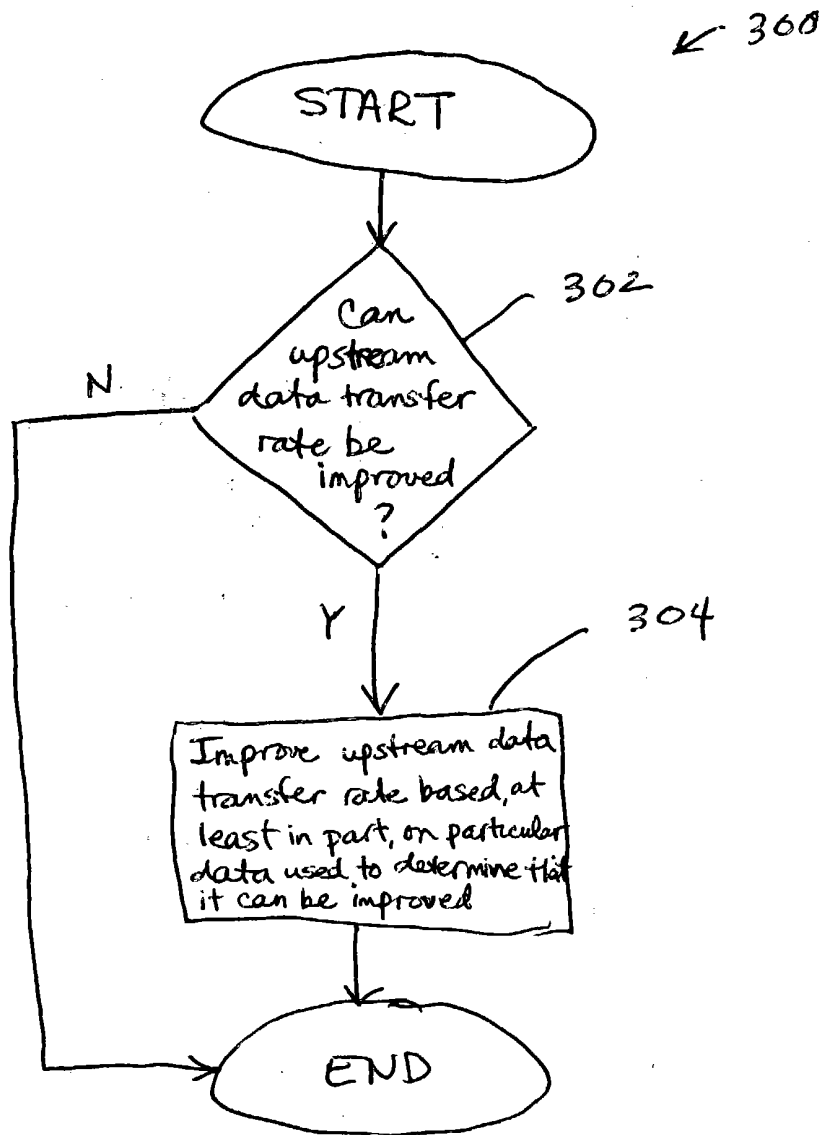 300
START
302
Can
upstream
data transfer
rate be
improved
?
N
Y
304
Improve upstream data
transfer rate based, at
least in part, on particular
data used to determine that
it can be improved
END